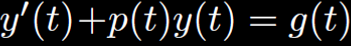 y′(t)+p(t)y(t) = g(t)